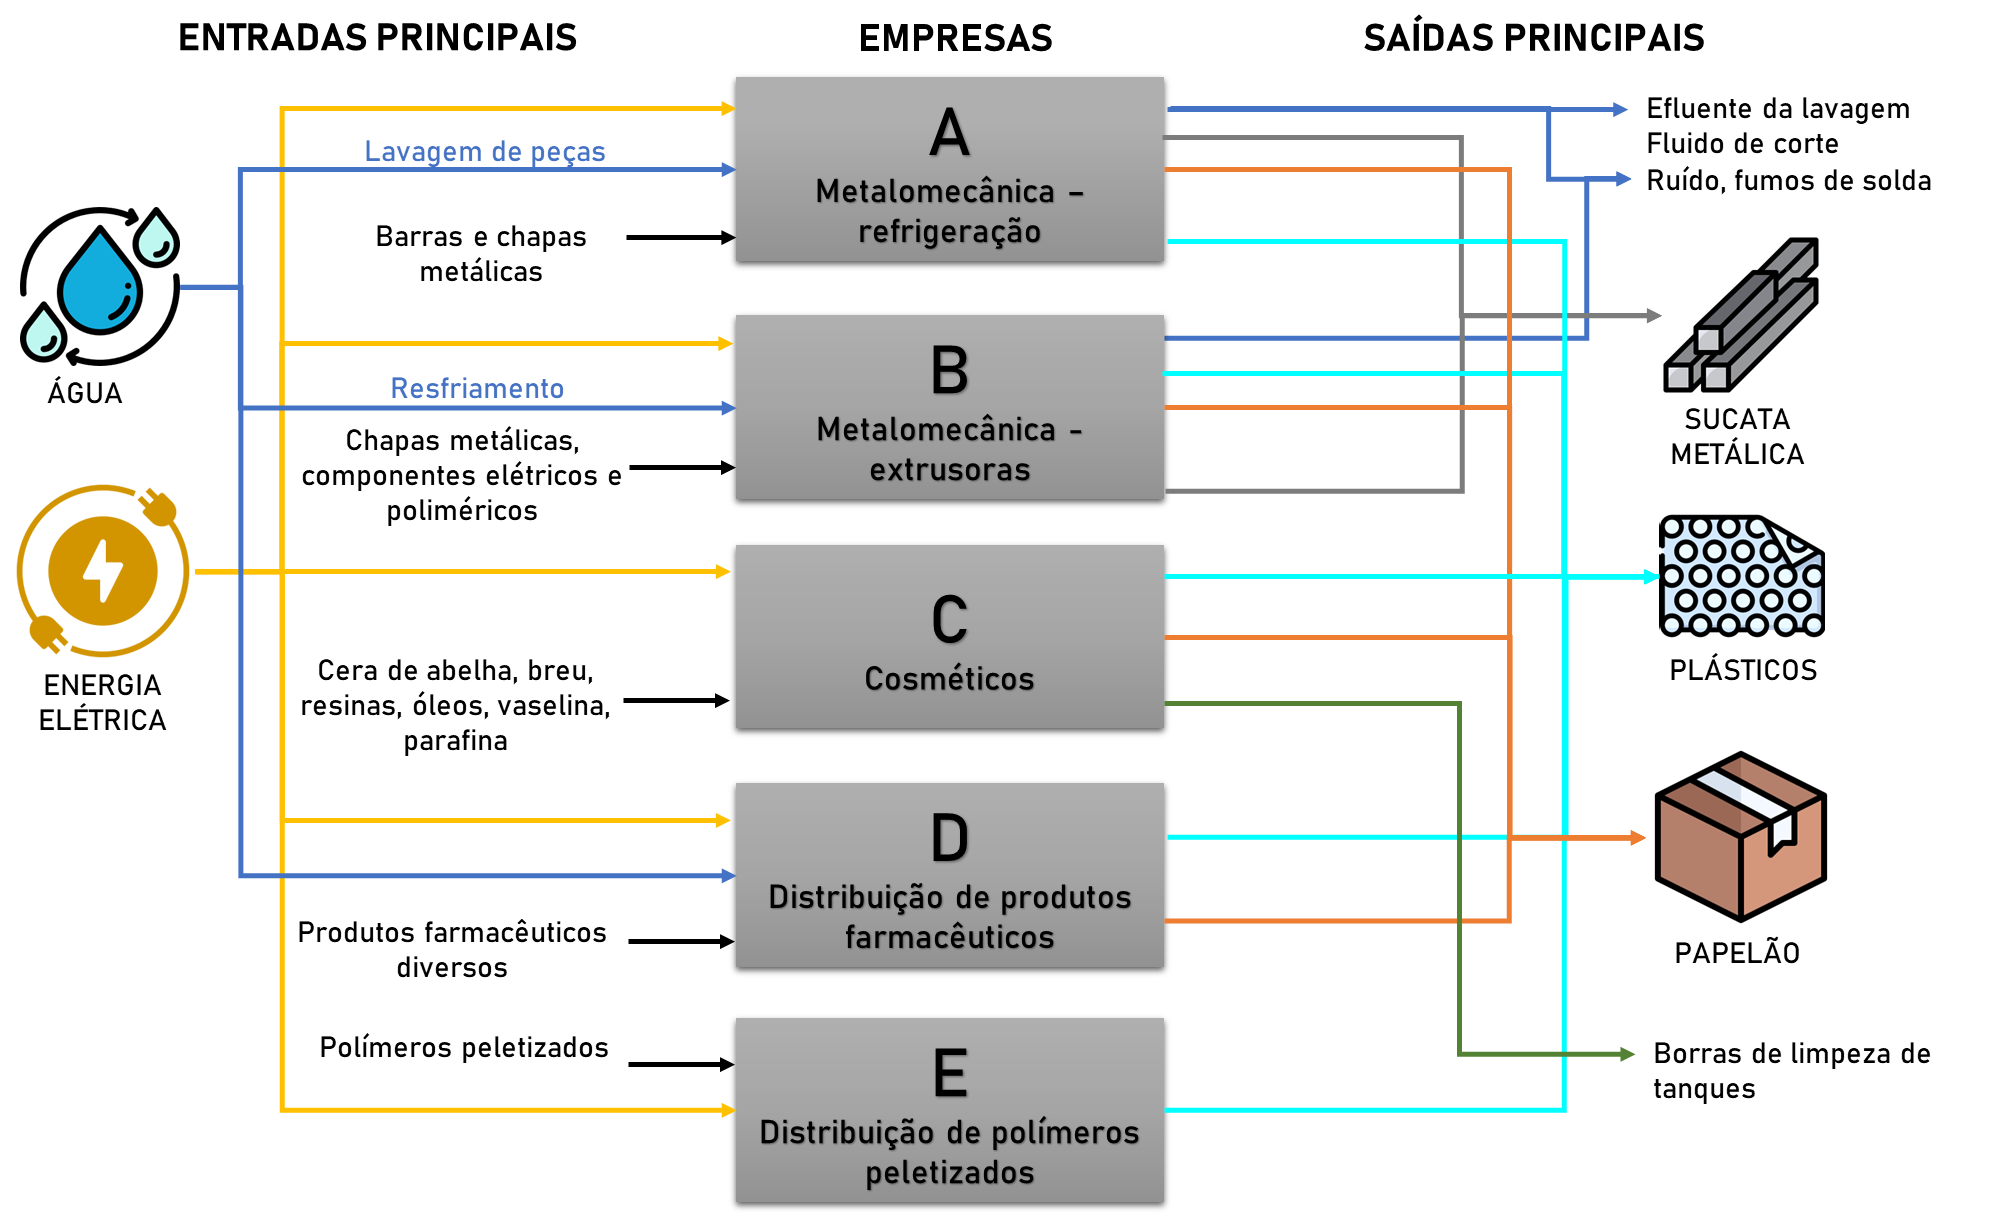 ENTRADAS PRINCIPAIS
EMPRESAS
SAÍDAS PRINCIPAIS
Lavagem de peças
Barras e chapas
metálicas
ÁGUA
Resfriamento
Chapas metálicas,
componentes elétricos e
poliméricos
ENERGIA
ELÉTRICA
Cera de abelha, breu,
resinas, óleos, vaselina,
parafina
Produtos farmacêuticos
diversos
Polímeros peletizados
A
Metalomecânica –
refrigeração
B
Metalomecânica -
extrusoras
C
Cosméticos
D
Distribuição de produtos
farmacêuticos
E
Distribuição de polímeros
peletizados
Efluente da lavagem
Fluido de corte
Ruído, fumos de solda
SUCATA
METÁLICA
PLÁSTICOS
PAPELÃO
Borras de limpeza de
tanques